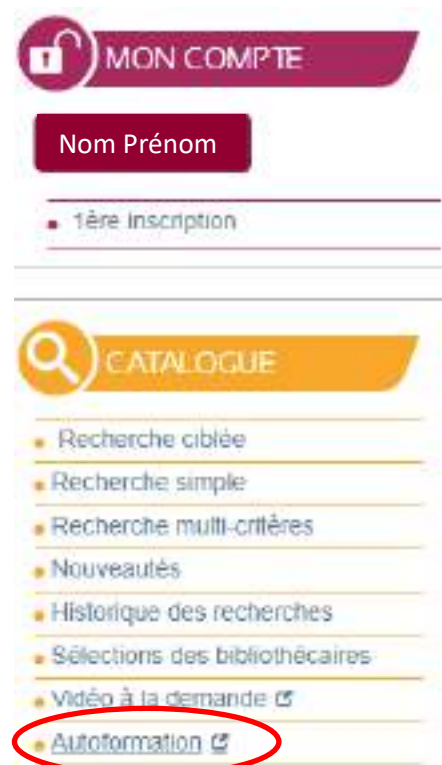 MON COMPTE
Nom Prénom
1ère inscription
CATALOGUE
Recherche ciblée
Recherche simple
Recherche multi-critères
Nouveautés
Historique des recherches
Sélections des bibliothécaires
Vidéo à la demande
Autoformation